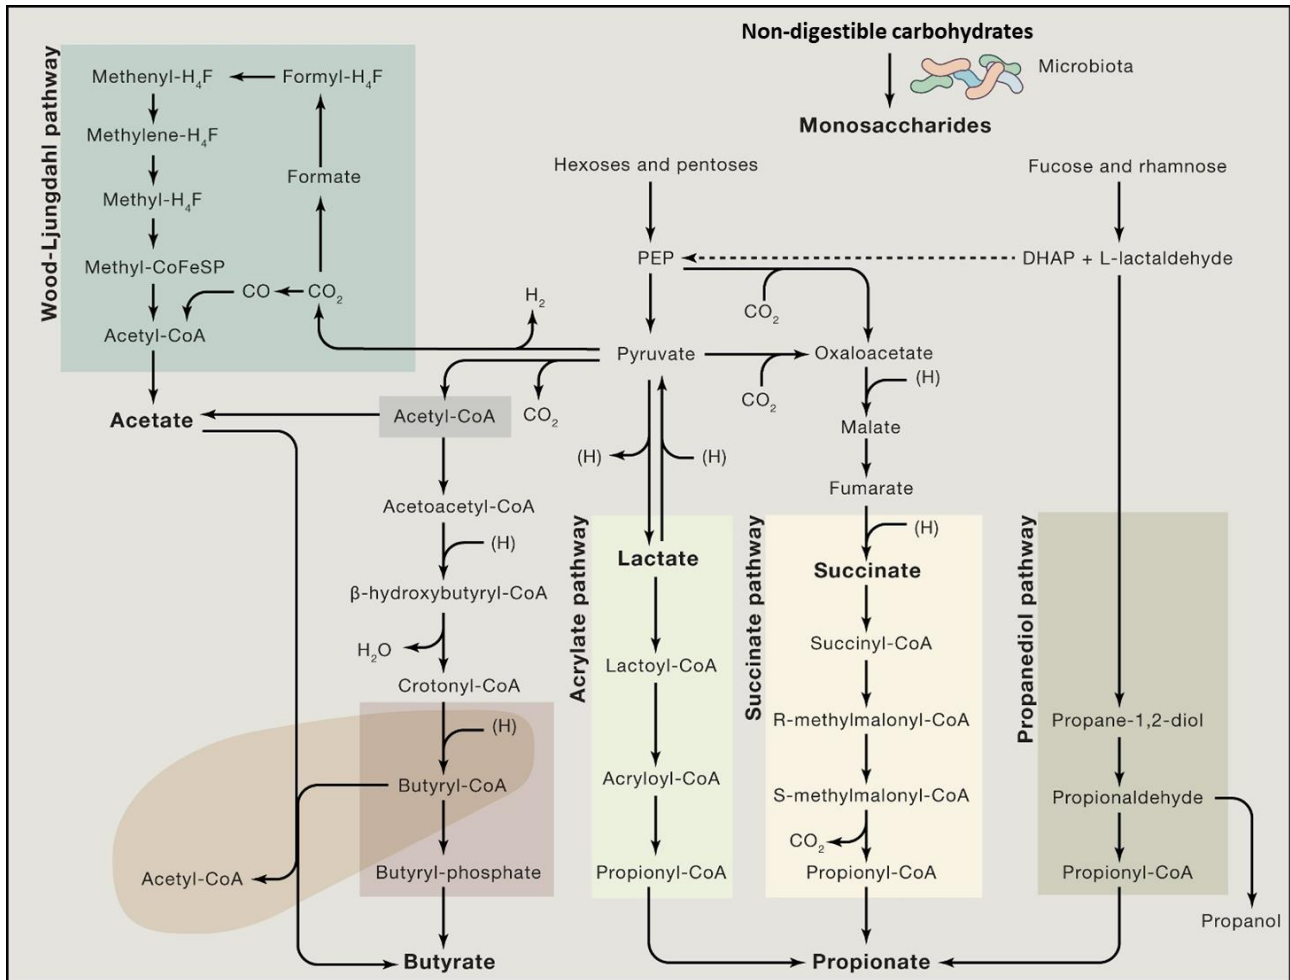 Non-digestible carbohydrates
Microbiota
Monosaccharides
Hexoses and pentoses
Fucose and rhamnose
PEP
DHAP + L-lactaldehyde
CO₂
Pyruvate
CO₂
Oxaloacetate
(H)
Malate
Fumarate
(H)
H₂
Wood-Ljungdahl pathway
Methenyl-H₄F
Formyl-H₄F
Methylene-H₄F
Formate
Methyl-H₄F
Methyl-CoFeSP
CO
CO₂
Acetyl-CoA
Acetate
Acetyl-CoA
CO₂
(H)
(H)
Acetoacetyl-CoA
(H)
β-hydroxybutyryl-CoA
H₂O
Crotonyl-CoA
(H)
Butyryl-CoA
Acetyl-CoA
Butyryl-phosphate
Butyrate
Acrylate pathway
Lactate
Lactoyl-CoA
Acryloyl-CoA
Propionyl-CoA
Succinate pathway
Succinate
Succinyl-CoA
R-methylmalonyl-CoA
S-methylmalonyl-CoA
CO₂
Propionyl-CoA
Propionate
Propanediol pathway
Propane-1,2-diol
Propionaldehyde
Propionyl-CoA
Propanol